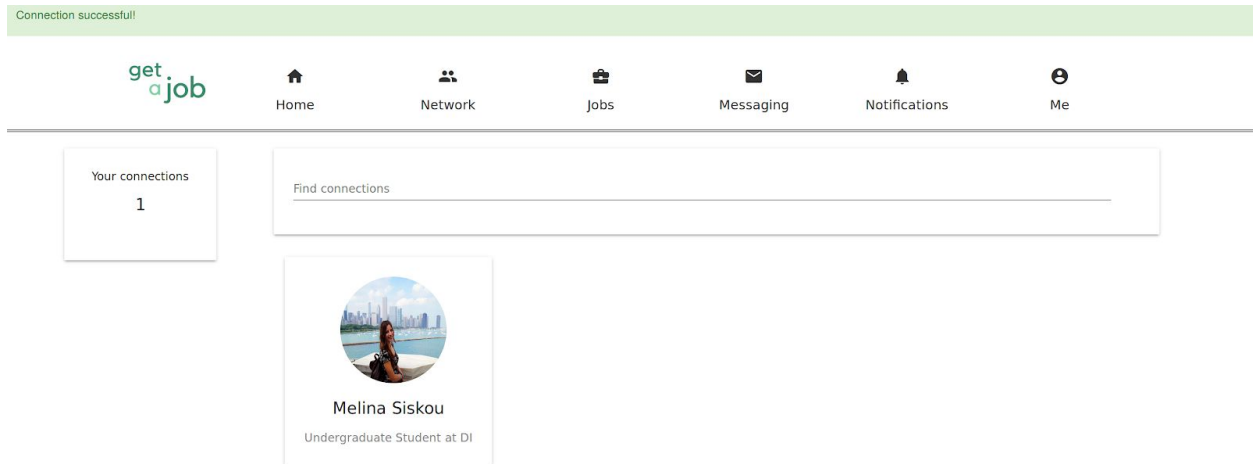 Connection successful!
get
a job
Home Network Jobs Messaging Notifications Me
Your connections
1
Find connections
Melina Siskou
Undergraduate Student at DI